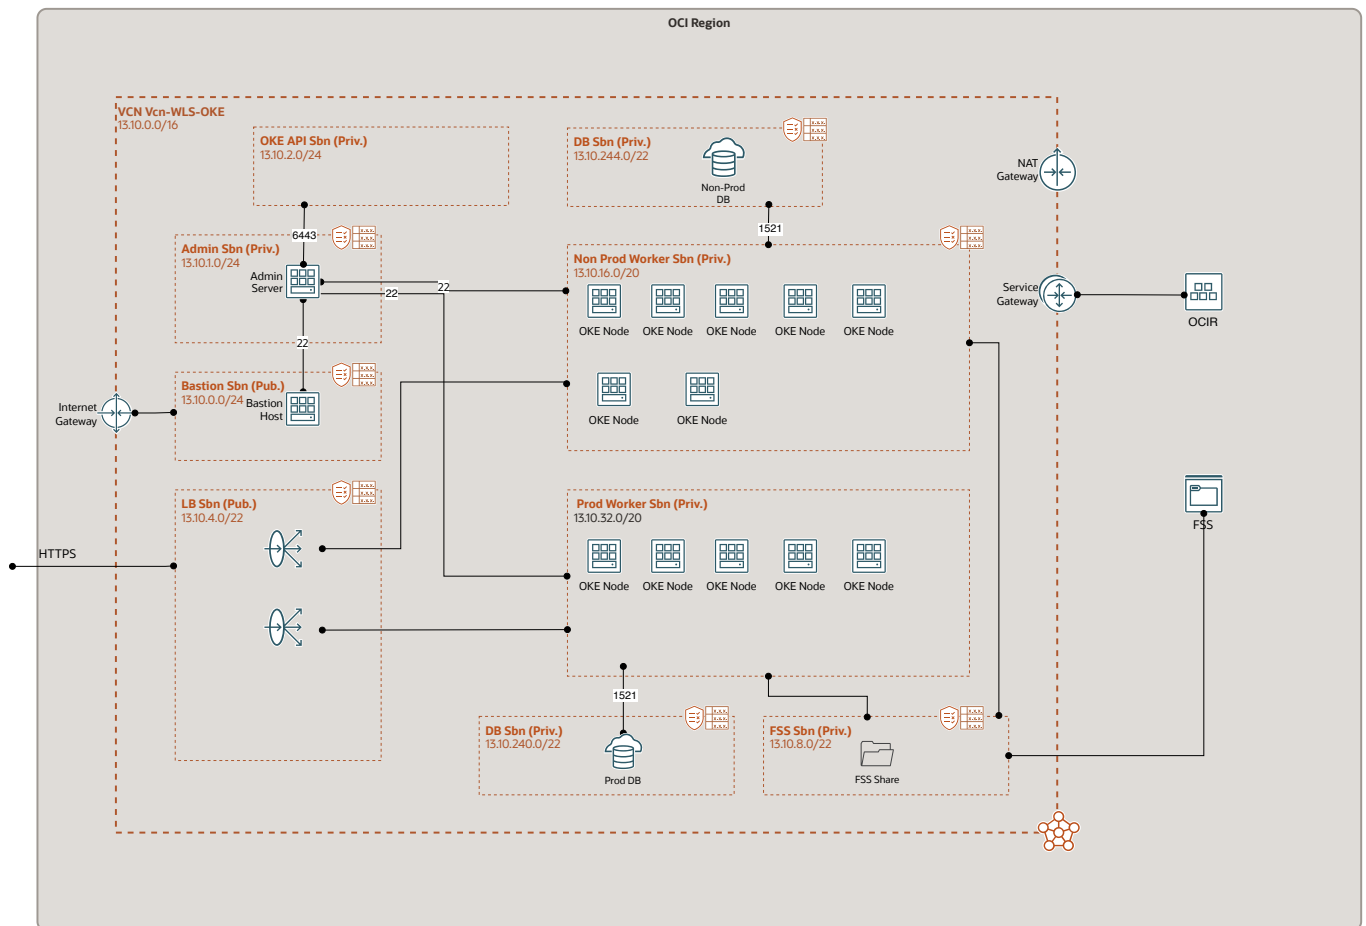 OCI Region
VCN Vcn-WLS-OKE
13.10.0.0/16
OKE API Sbn (Priv.)
13.10.2.0/24
DB Sbn (Priv.)
13.10.244.0/22
Non-Prod
DB
NAT
Gateway
6443
1521
Admin Sbn (Priv.)
13.10.1.0/24
Admin
Server
22
22
22
Non Prod Worker Sbn (Priv.)
13.10.16.0/20
OKE Node
OKE Node
OKE Node
OKE Node
OKE Node
OKE Node
OKE Node
Service
Gateway
OCIR
Bastion Sbn (Pub.)
13.10.0.0/24
Bastion
Host
Internet
Gateway
LB Sbn (Pub.)
13.10.4.0/22
HTTPS
Prod Worker Sbn (Priv.)
13.10.32.0/20
OKE Node
OKE Node
OKE Node
OKE Node
OKE Node
FSS
1521
DB Sbn (Priv.)
13.10.240.0/22
Prod DB
FSS Sbn (Priv.)
13.10.8.0/22
FSS Share